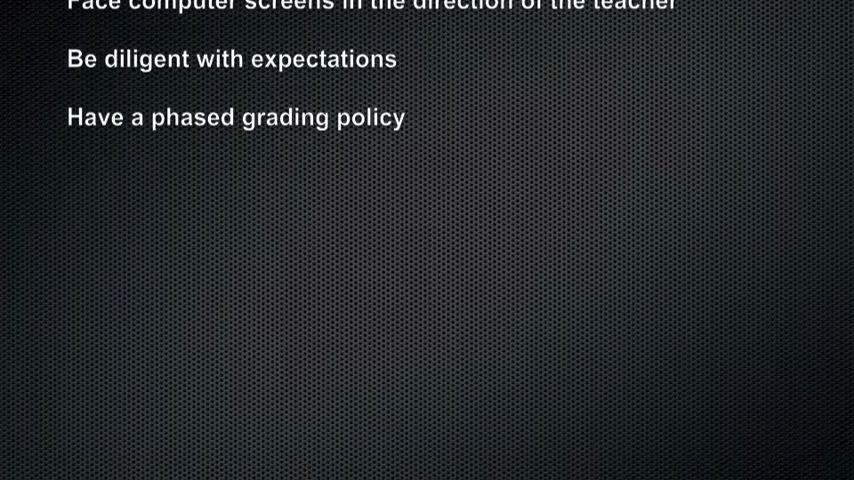 Face computer screens in the direction of the teacher
Be diligent with expectations
Have a phased grading policy